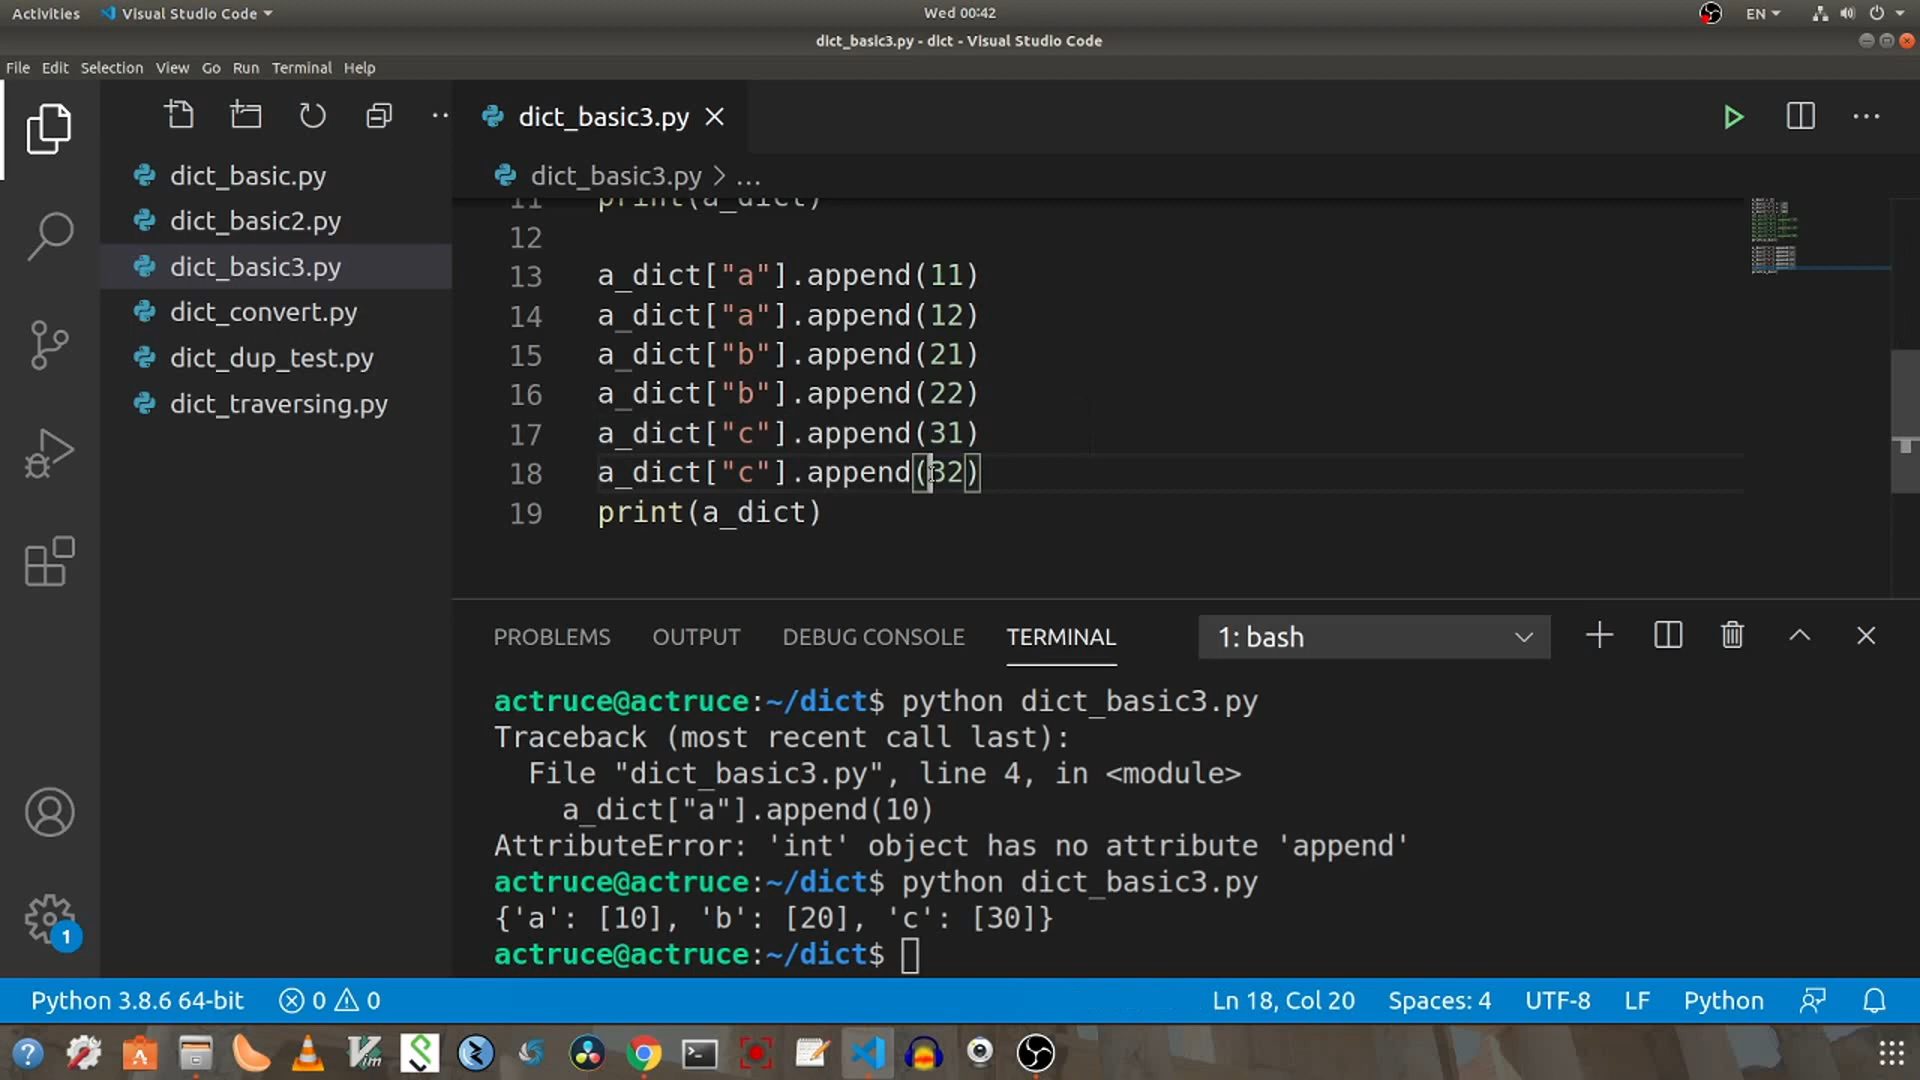 Activities Visual Studio Code Wed 00:42 EN
dict_basic3.py - dict - Visual Studio Code
File Edit Selection View Go Run Terminal Help
dict_basic3.py
dict_basic3.py > ...
dict_basic.py
dict_basic2.py
dict_basic3.py
dict_convert.py
dict_dup_test.py
dict_traversing.py
11 print(a_dict)
12
13 a_dict["a"].append(11)
14 a_dict["a"].append(12)
15 a_dict["b"].append(21)
16 a_dict["b"].append(22)
17 a_dict["c"].append(31)
18 a_dict["c"].append(32)
19 print(a_dict)
PROBLEMS OUTPUT DEBUG CONSOLE TERMINAL 1: bash
actruce@actruce:~/dict$ python dict_basic3.py
Traceback (most recent call last):
File "dict_basic3.py", line 4, in <module>
a_dict["a"].append(10)
AttributeError: 'int' object has no attribute 'append'
actruce@actruce:~/dict$ python dict_basic3.py
{'a': [10], 'b': [20], 'c': [30]}
actruce@actruce:~/dict$
1
Python 3.8.6 64-bit 0 0 Ln 18, Col 20 Spaces: 4 UTF-8 LF Python